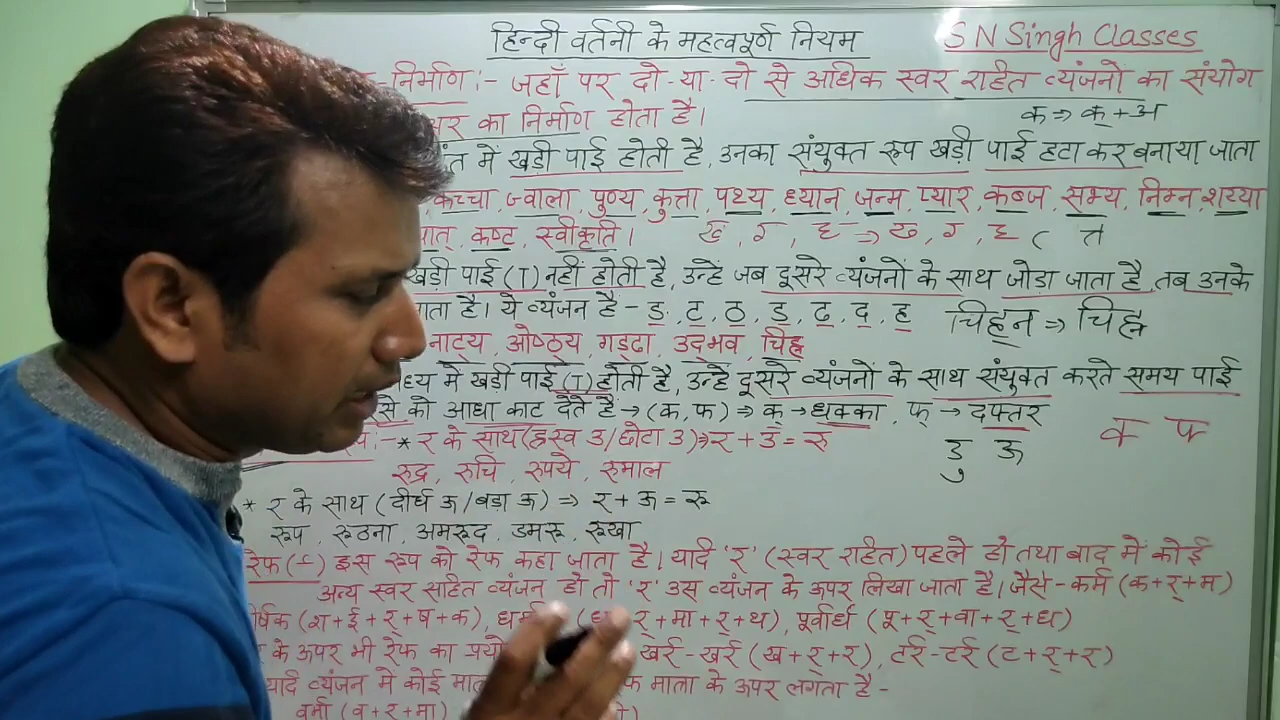 हिन्दी वर्तनी के महत्वपूर्ण नियम S N Singh Classes
-निर्माण :- जहाँ पर दो या दो से अधिक स्वर रहित व्यंजनों का संयोग
का निर्माण होता है। क ⇒ क् + अ
में खड़ी पाई होती है, उनका संयुक्त रूप खड़ी पाई हटा कर बनाया जाता
कच्चा, ज्वाला, पुण्य, कुत्ता, पथ्य, ध्यान, जन्म, प्यार, कब्ज, सभ्य, निम्न, शय्या
कष्ट, स्वीकृति।
खड़ी पाई (ा) नहीं होती है, उन्हें जब दूसरे व्यंजनों के साथ जोडा जाता है, तब उनके
है। ये व्यंजन है - ङ्, ट्, ठ्, ड्, ढ्, द्, ह् चिह्‌न ⇒ चिह्न
नाट्य, ओष्ठ्य, गड्ढा, उद्‌भव, चिह्न
में खड़ी पाई (ा) होती है, उन्हें दूसरे व्यंजनों के साथ संयुक्त करते समय पाई
को आधा काट देते है → (क, फ) ⇒ क् → धक्का, फ् → दफ्तर
* र के साथ (ह्रस्व उ/छोटा उ) ⇒ र + उ = रु
उ ऊ
रुद्र, रुचि, रुपये, रुमाल
* र के साथ (दीर्घ ऊ/बड़ा ऊ) ⇒ र् + ऊ = रू
रूप, रूठना, अमरूद, डमरू, रूखा
रेफ (र्) इस रूप को रेफ कहा जाता है। यदि 'र' (स्वर रहित) पहले हो तथा बाद में कोई
अन्य स्वर सहित व्यंजन हो तो 'र' उस व्यंजन के ऊपर लिखा जाता है। जैसे - कर्म (क + र् + म)
(श + ई + र् + ष + क), र् + मा + र् + थ), पूर्वार्ध (पू + र् + वा + र् + ध)
के ऊपर भी रेफ का खर्र-खर्र (ख + र् + र), टर्र-टर्र (ट + र् + र)
यदि व्यंजन में कोई मात्रा के ऊपर लगता है -
वर्मा (व + र् + मा)